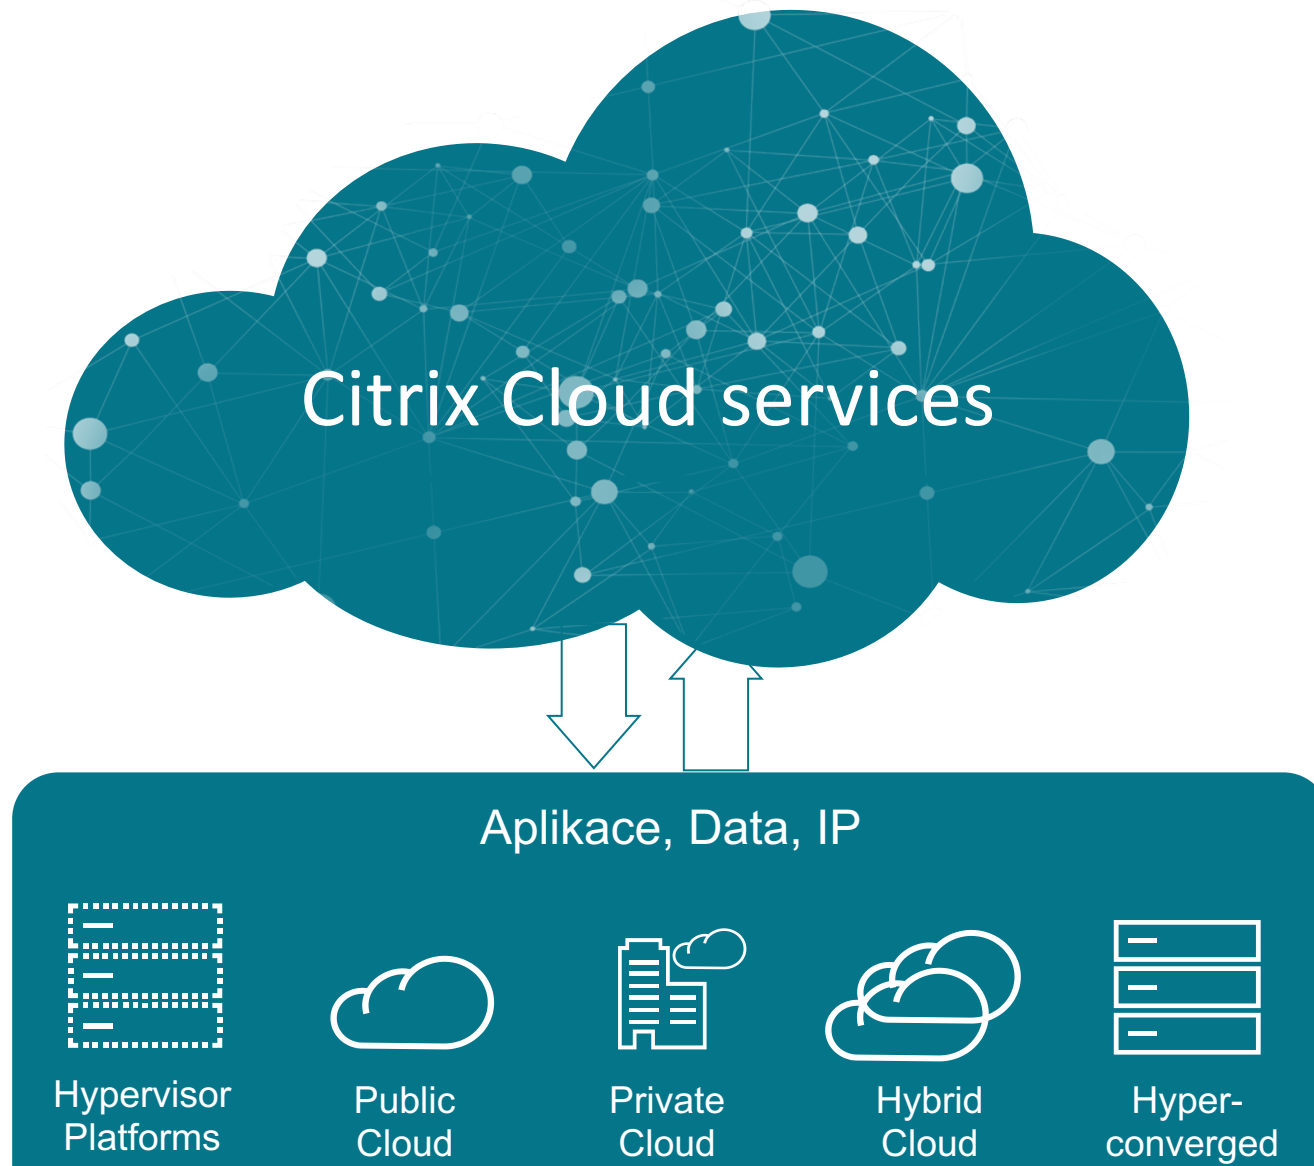 Citrix Cloud services
Aplikace, Data, IP
Hypervisor
Platforms
Public
Cloud
Private
Cloud
Hybrid
Cloud
Hyper-
converged